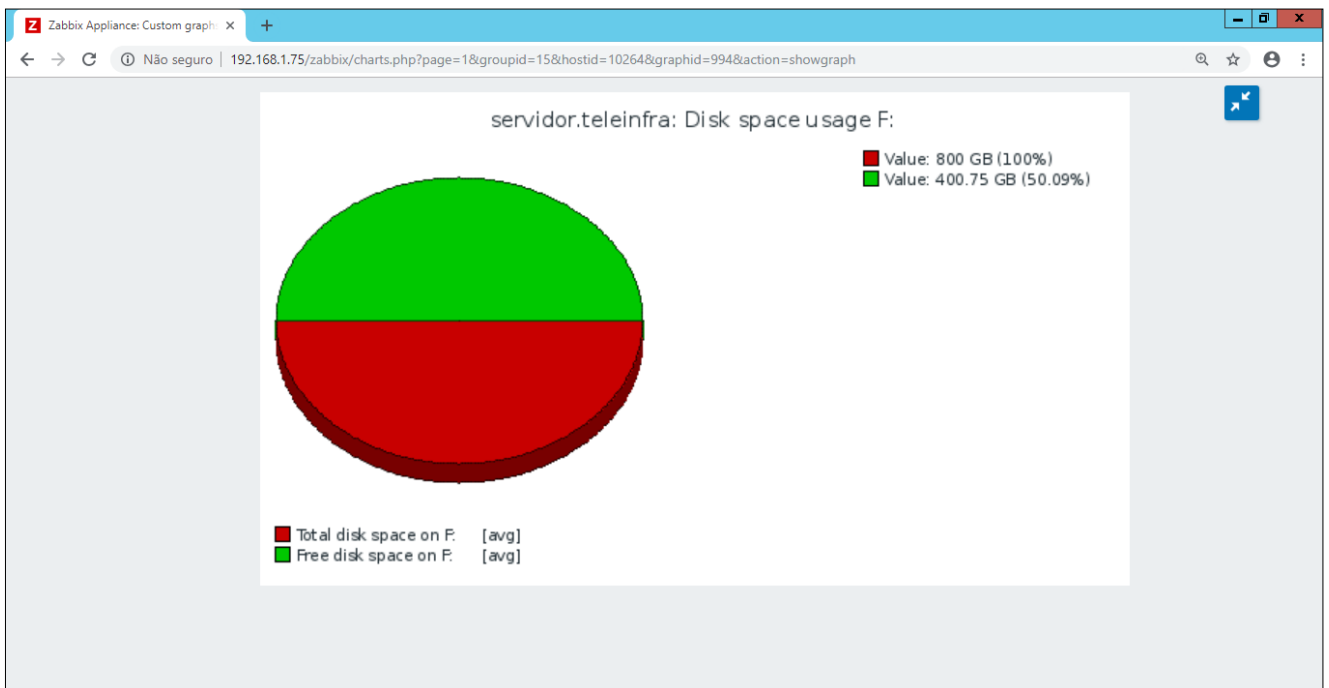 Zabbix Appliance: Custom graph
Não seguro | 192.168.1.75/zabbix/charts.php?page=1&groupid=15&hostid=10264&graphid=994&action=showgraph
servidor.teleinfra: Disk space usage F:
Value: 800 GB (100%)
Value: 400.75 GB (50.09%)
Total disk space on F: [avg]
Free disk space on F: [avg]